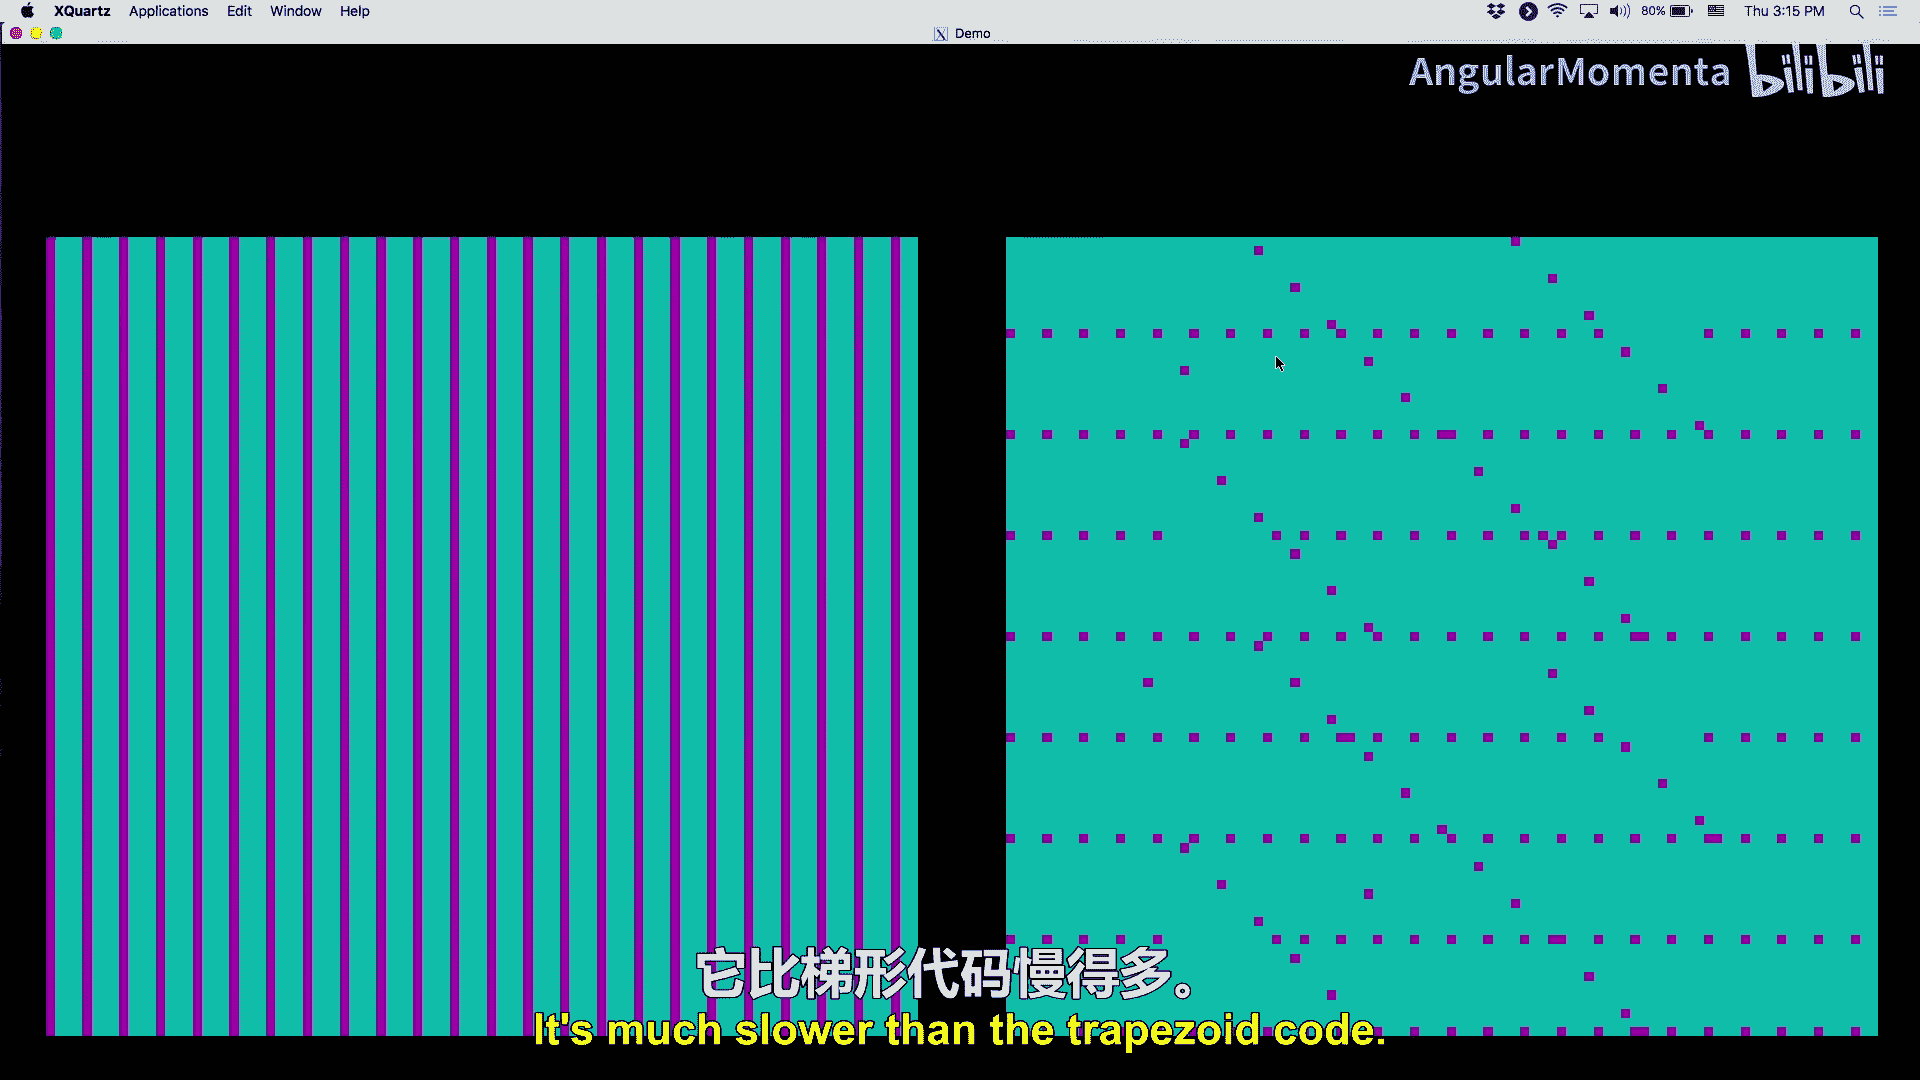 XQuartz Applications Edit Window Help 80% Thu 3:15 PM
X Demo
AngularMomenta bilibili
它比梯形代码慢得多。
It's much slower than the trapezoid code.